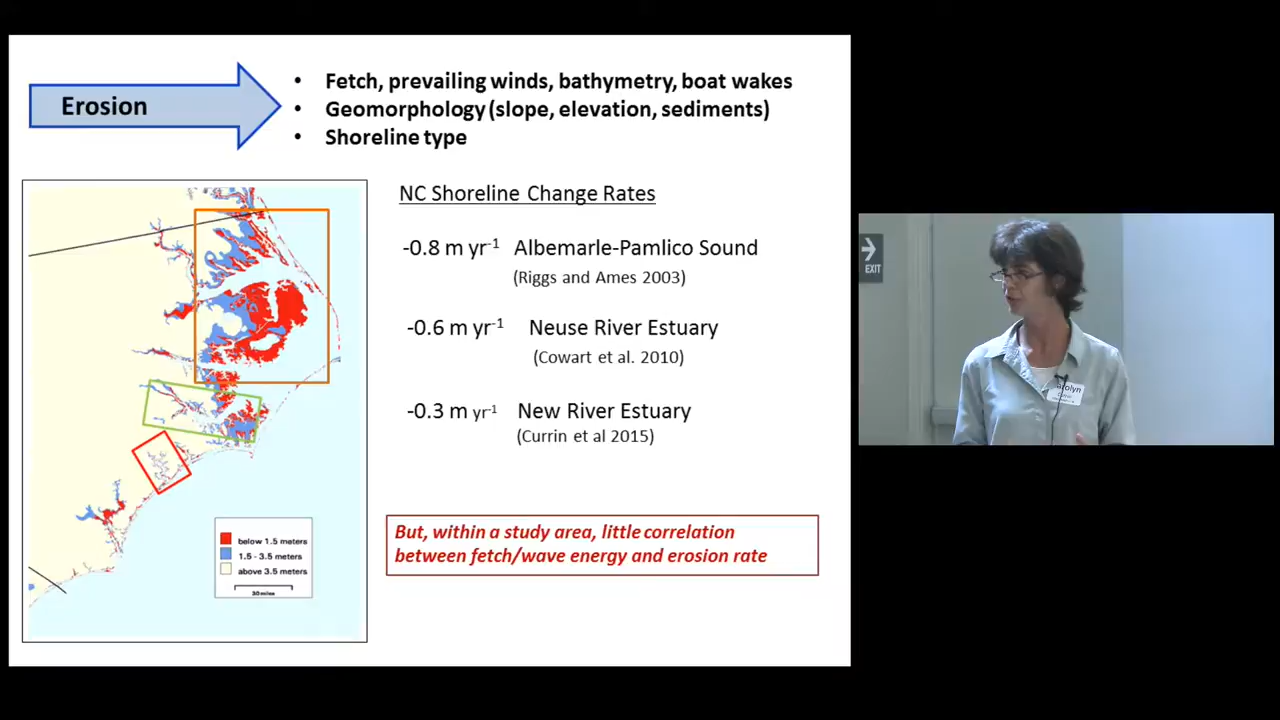 Erosion
• Fetch, prevailing winds, bathymetry, boat wakes
• Geomorphology (slope, elevation, sediments)
• Shoreline type
NC Shoreline Change Rates
-0.8 m yr-1 Albemarle-Pamlico Sound
(Riggs and Ames 2003)
-0.6 m yr-1 Neuse River Estuary
(Cowart et al. 2010)
-0.3 m yr-1 New River Estuary
(Currin et al 2015)
But, within a study area, little correlation
between fetch/wave energy and erosion rate
below 1.5 meters
1.5 - 3.5 meters
above 3.5 meters
30 miles
EXIT